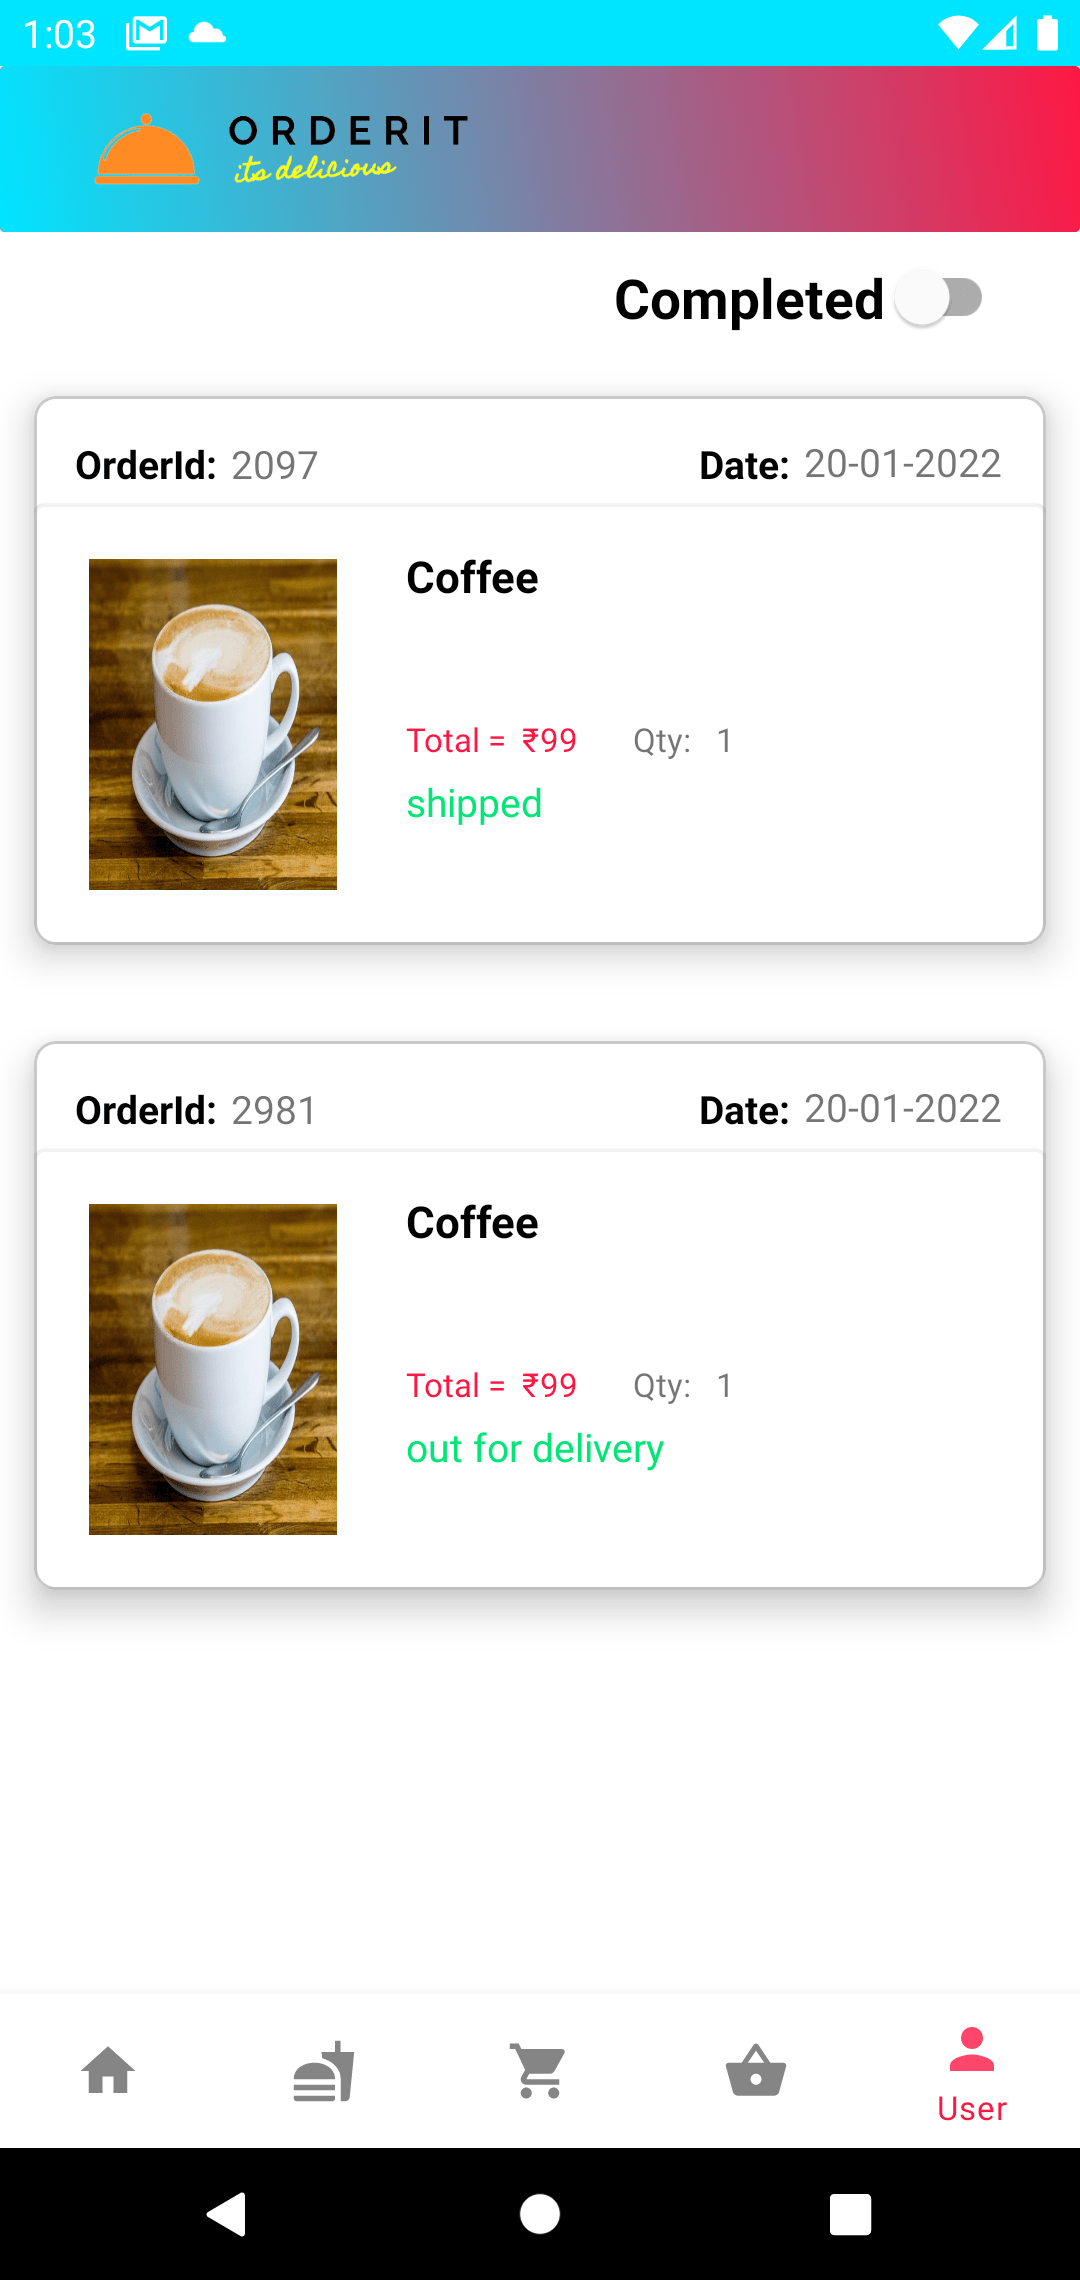 1:03
ORDERIT
its delicious
Completed
OrderId: 2097 Date: 20-01-2022
Coffee
Total = ₹99 Qty: 1
shipped
OrderId: 2981 Date: 20-01-2022
Coffee
Total = ₹99 Qty: 1
out for delivery
User